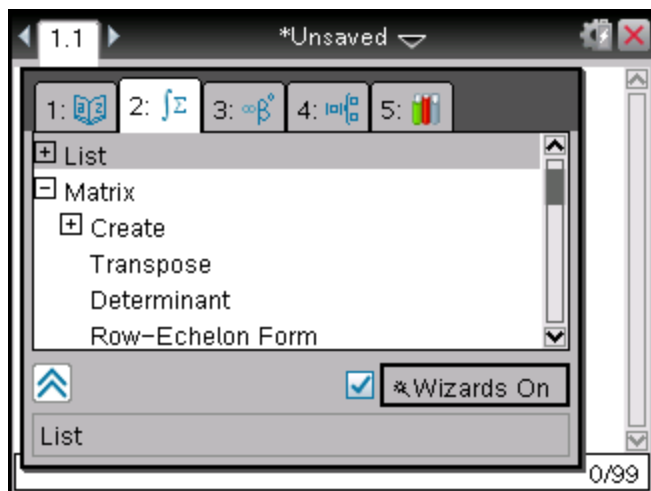 1.1 *Unsaved
1: 2: ∫Σ 3: ∞β° 4: 5:
List
Matrix
Create
Transpose
Determinant
Row-Echelon Form
Wizards On
List
0/99